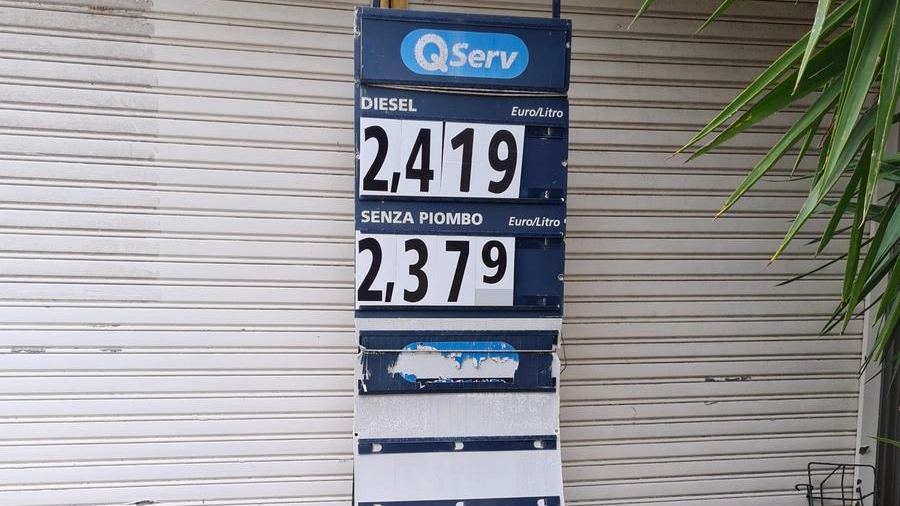 QServ
DIESEL Euro/Litro
2,419
SENZA PIOMBO Euro/Litro
2,379